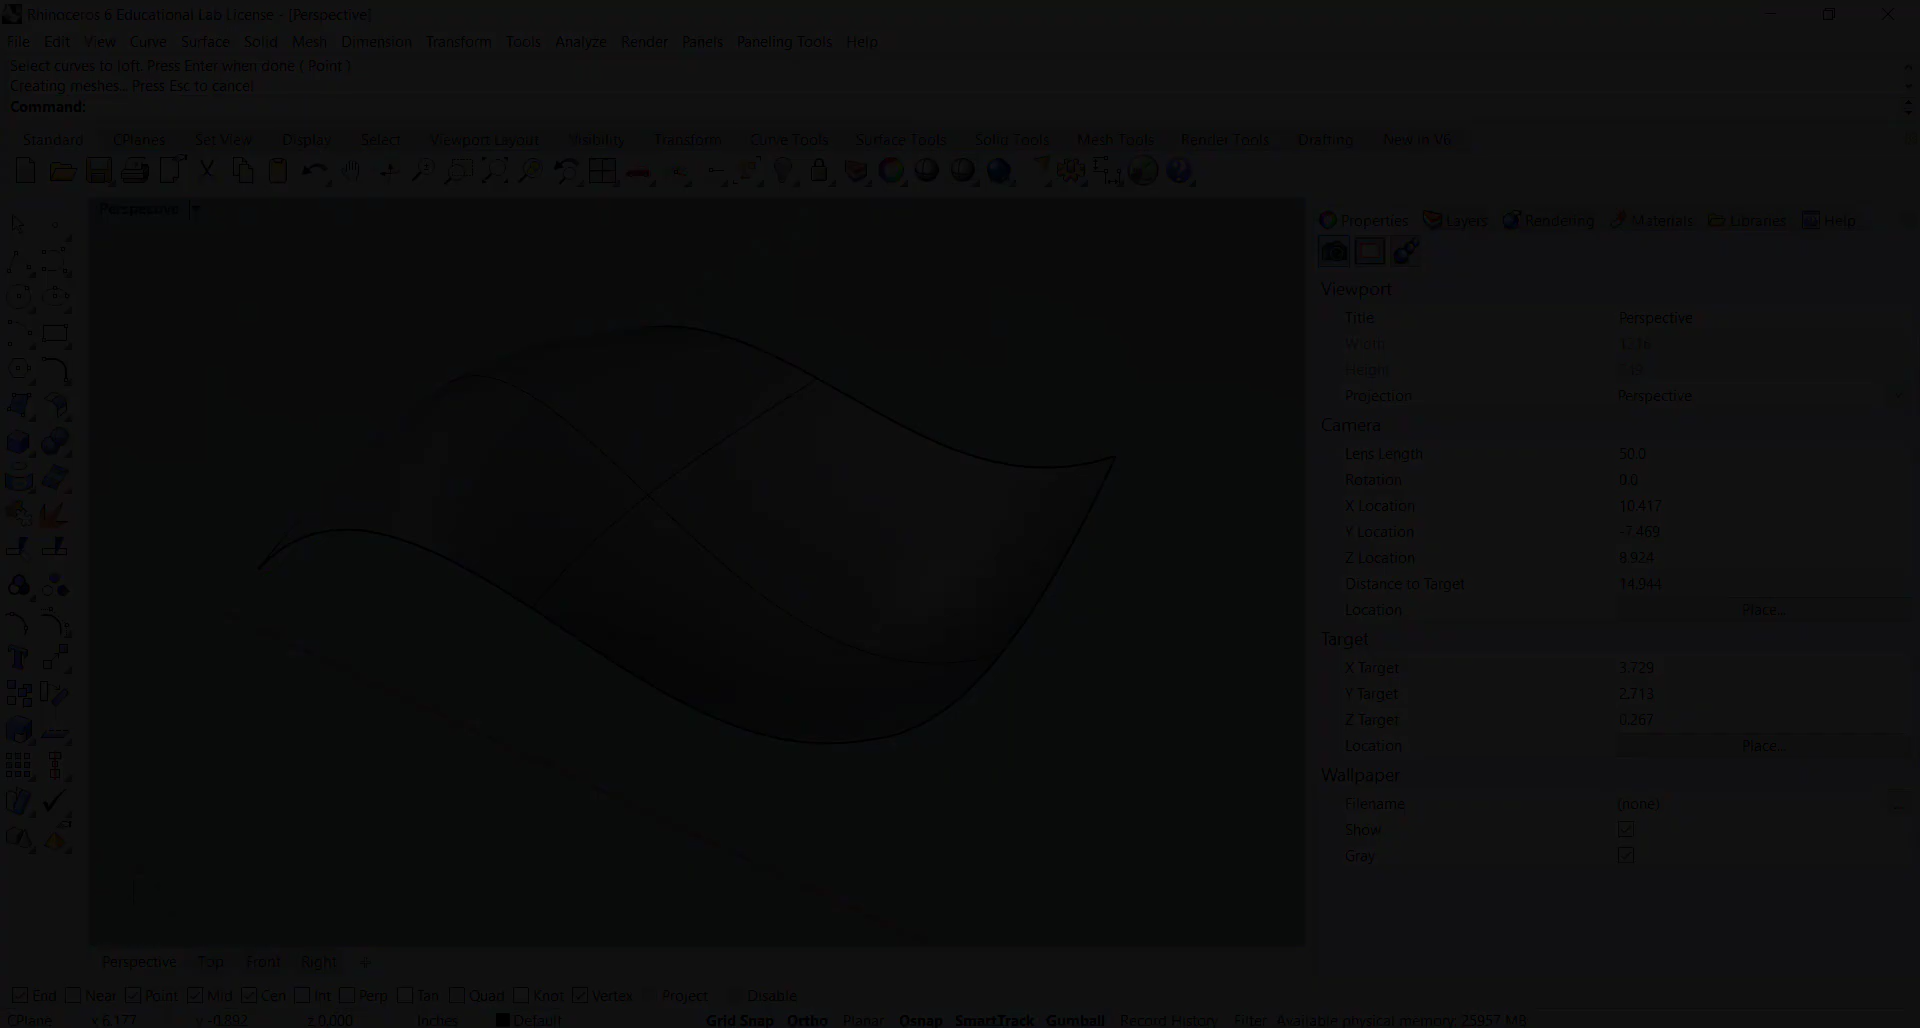 Rhinoceros 6 Educational Lab License - [Perspective]
File Edit View Curve Surface Solid Mesh Dimension Transform Tools Analyze Render Panels Paneling Tools Help
Select curves to loft. Press Enter when done ( Point )
Creating meshes... Press Esc to cancel
Command:
Standard CPlanes Set View Display Select Viewport Layout Visibility Transform Curve Tools Surface Tools Solid Tools Mesh Tools Render Tools Drafting New in V6
Perspective
Properties Layers Rendering Materials Libraries Help
Viewport
Title Perspective
Width
Height
Projection Perspective
Camera
Lens Length 50.0
Rotation 0.0
X Location 10.417
Y Location -7.469
Z Location 8.924
Distance to Target 14.944
Location Place...
Target
X Target 3.729
Y Target 2.713
Z Target 0.267
Location Place...
Wallpaper
Filename (none) ...
Show
Gray
Perspective Top Front Right
End Near Point Mid Cen Int Perp Tan Quad Knot Vertex Project Disable
CPlane x 6.177 y -0.892 z 0.000 Inches Default Grid Snap Ortho Planar Osnap SmartTrack Gumball Record History Filter Available physical memory: 25957 MB